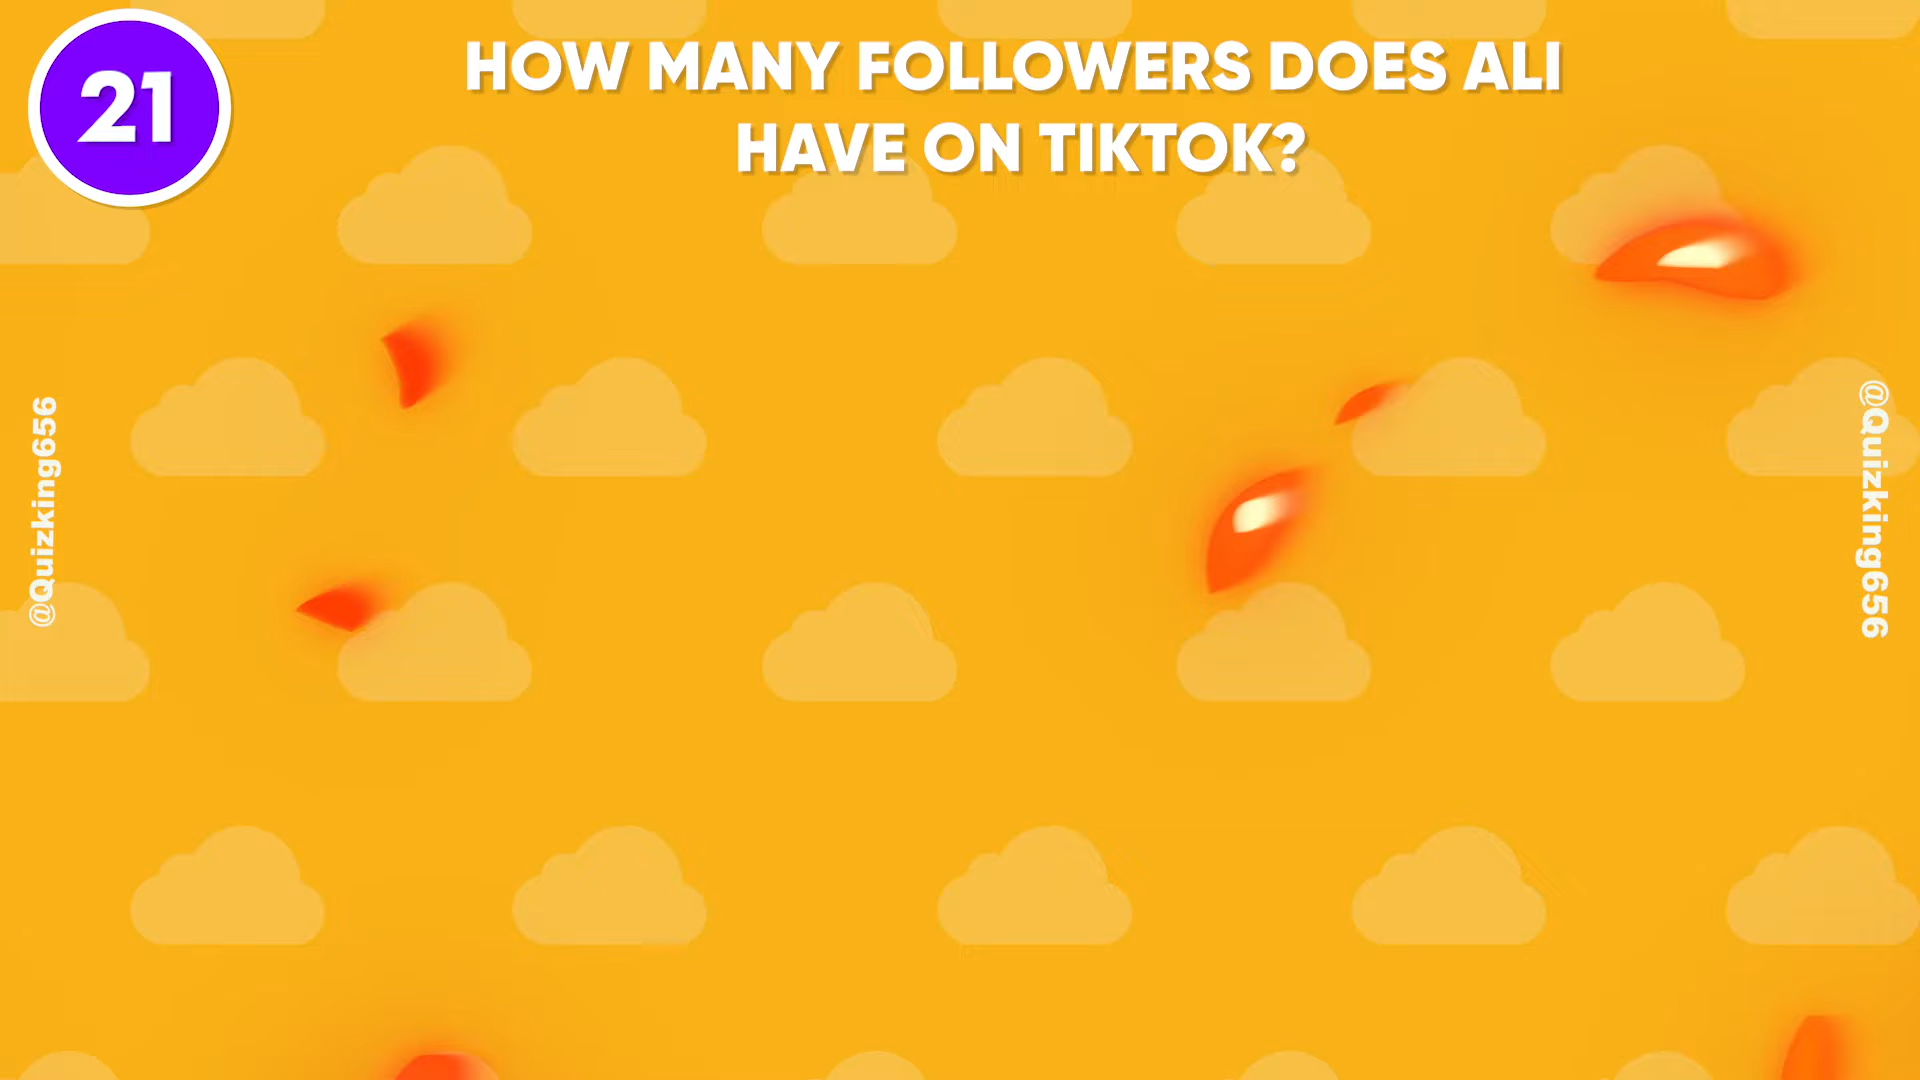 21
HOW MANY FOLLOWERS DOES ALI
HAVE ON TIKTOK?
@Quizking656
@Quizking656